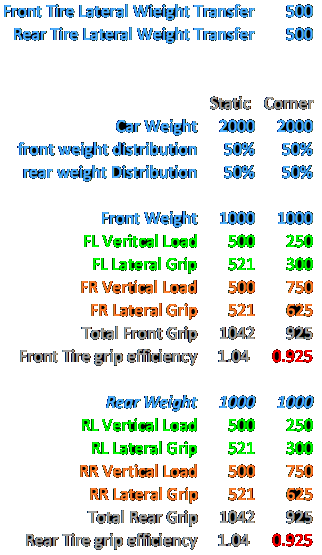 Front Tire Lateral Wieight Transfer 500
Rear Tire Lateral Weight Transfer 500
Static Corner
Car Weight 2000 2000
front weight distribution 50% 50%
rear weight Distribution 50% 50%
Front Weight 1000 1000
FL Veritcal Load 500 250
FL Lateral Grip 521 300
FR Vertical Load 500 750
FR Lateral Grip 521 625
Total Front Grip 1042 925
Front Tire grip efficiency 1.04 0.925
Rear Weight 1000 1000
RL Vertical Load 500 250
RL Lateral Grip 521 300
RR Vertical Load 500 750
RR Lateral Grip 521 625
Total Rear Grip 1042 925
Rear Tire grip efficiency 1.04 0.925